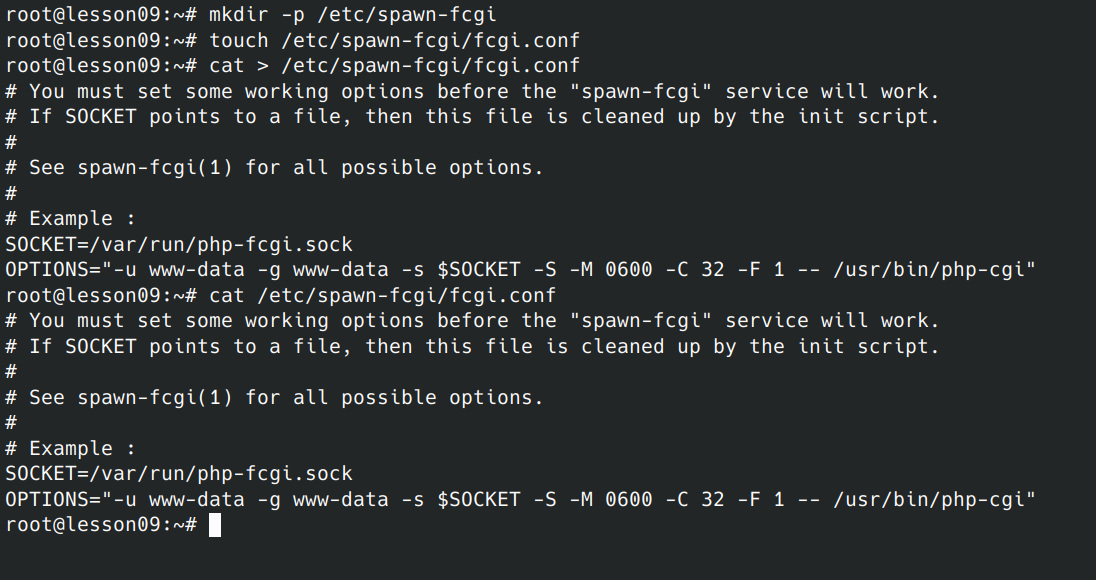 root@lesson09:~# mkdir -p /etc/spawn-fcgi
root@lesson09:~# touch /etc/spawn-fcgi/fcgi.conf
root@lesson09:~# cat > /etc/spawn-fcgi/fcgi.conf
# You must set some working options before the "spawn-fcgi" service will work.
# If SOCKET points to a file, then this file is cleaned up by the init script.
#
# See spawn-fcgi(1) for all possible options.
#
# Example :
SOCKET=/var/run/php-fcgi.sock
OPTIONS="-u www-data -g www-data -s $SOCKET -S -M 0600 -C 32 -F 1 -- /usr/bin/php-cgi"
root@lesson09:~# cat /etc/spawn-fcgi/fcgi.conf
# You must set some working options before the "spawn-fcgi" service will work.
# If SOCKET points to a file, then this file is cleaned up by the init script.
#
# See spawn-fcgi(1) for all possible options.
#
# Example :
SOCKET=/var/run/php-fcgi.sock
OPTIONS="-u www-data -g www-data -s $SOCKET -S -M 0600 -C 32 -F 1 -- /usr/bin/php-cgi"
root@lesson09:~#